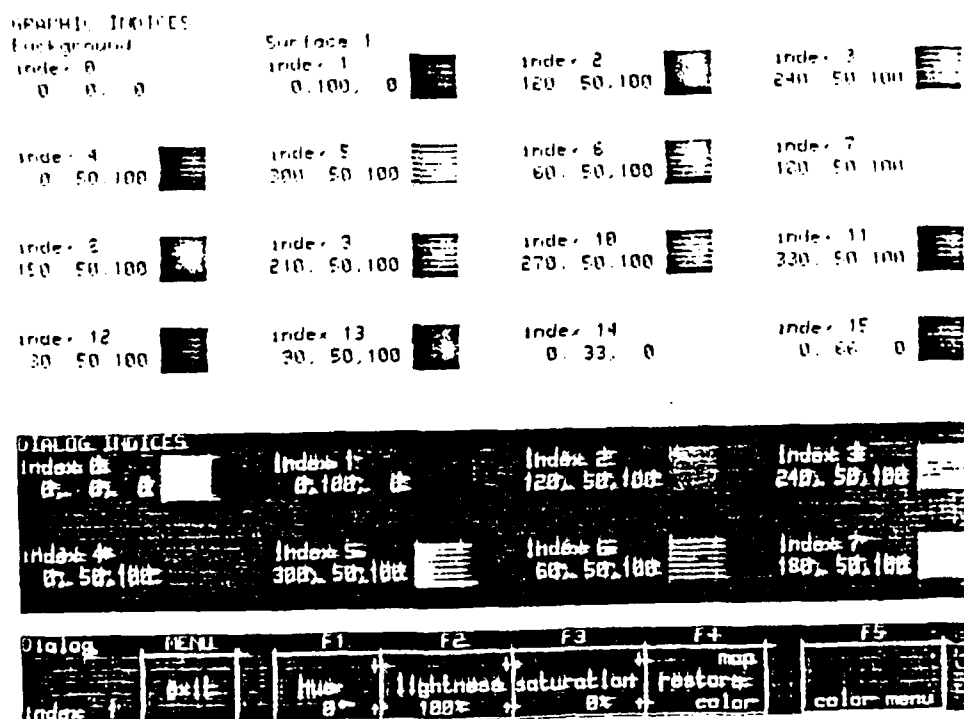 GRAPHIC INDICES
Background
Surface 1
index 0
0 0. 0
index 1
0.100, 0
index 2
120 50,100
index 3
240 50 100
index 4
0 50,100
index 5
300 50 100
index 6
60. 50,100
index 7
50 100
index
150 50.100
index
210. 50,100
index 10
270. 50.100
index 11
330. 50 100
index 12
30 50 100
index 13
50,100
index 14
0. 33. 0
index 15
0. 66 0
DIALOG INDICES
Index 0:
0%, 0%, 0
Index 1:
0%,100%, 0%
Index 2:
120%, 50%,100%
Index 3:
240%, 50%,100%
Index 4:
0%, 50%,100%
Index 5:
300%, 50%,100%
Index 6:
60%, 50%,100%
Index 7:
180%, 50%,100%
Dialog
Index 1
MENU
exit
F1
hue
0°
F2
lightness
100%
F3
saturation
0%
F4
map
restore
color
F5
color menu